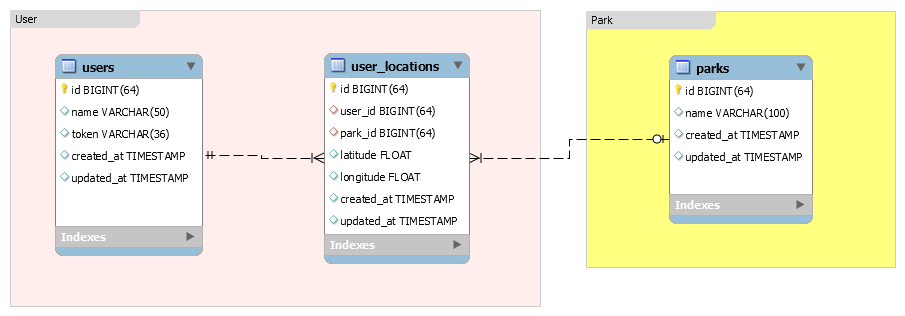 User
users
id BIGINT(64)
name VARCHAR(50)
token VARCHAR(36)
created_at TIMESTAMP
updated_at TIMESTAMP
Indexes
user_locations
id BIGINT(64)
user_id BIGINT(64)
park_id BIGINT(64)
latitude FLOAT
longitude FLOAT
created_at TIMESTAMP
updated_at TIMESTAMP
Indexes
Park
parks
id BIGINT(64)
name VARCHAR(100)
created_at TIMESTAMP
updated_at TIMESTAMP
Indexes